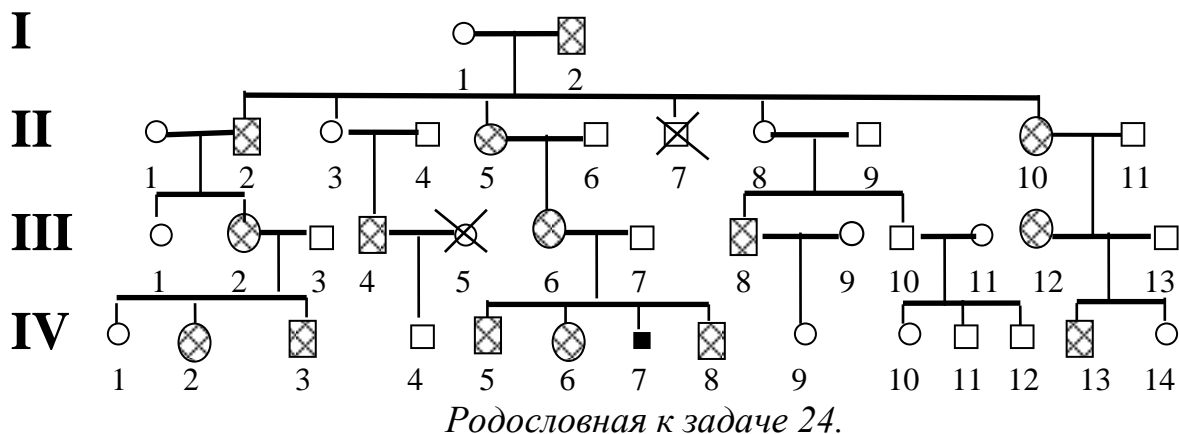 I
1 2
II
1 2 3 4 5 6 7 8 9 10 11
III
1 2 3 4 5 6 7 8 9 10 11 12 13
IV
1 2 3 4 5 6 7 8 9 10 11 12 13 14
Родословная к задаче 24.